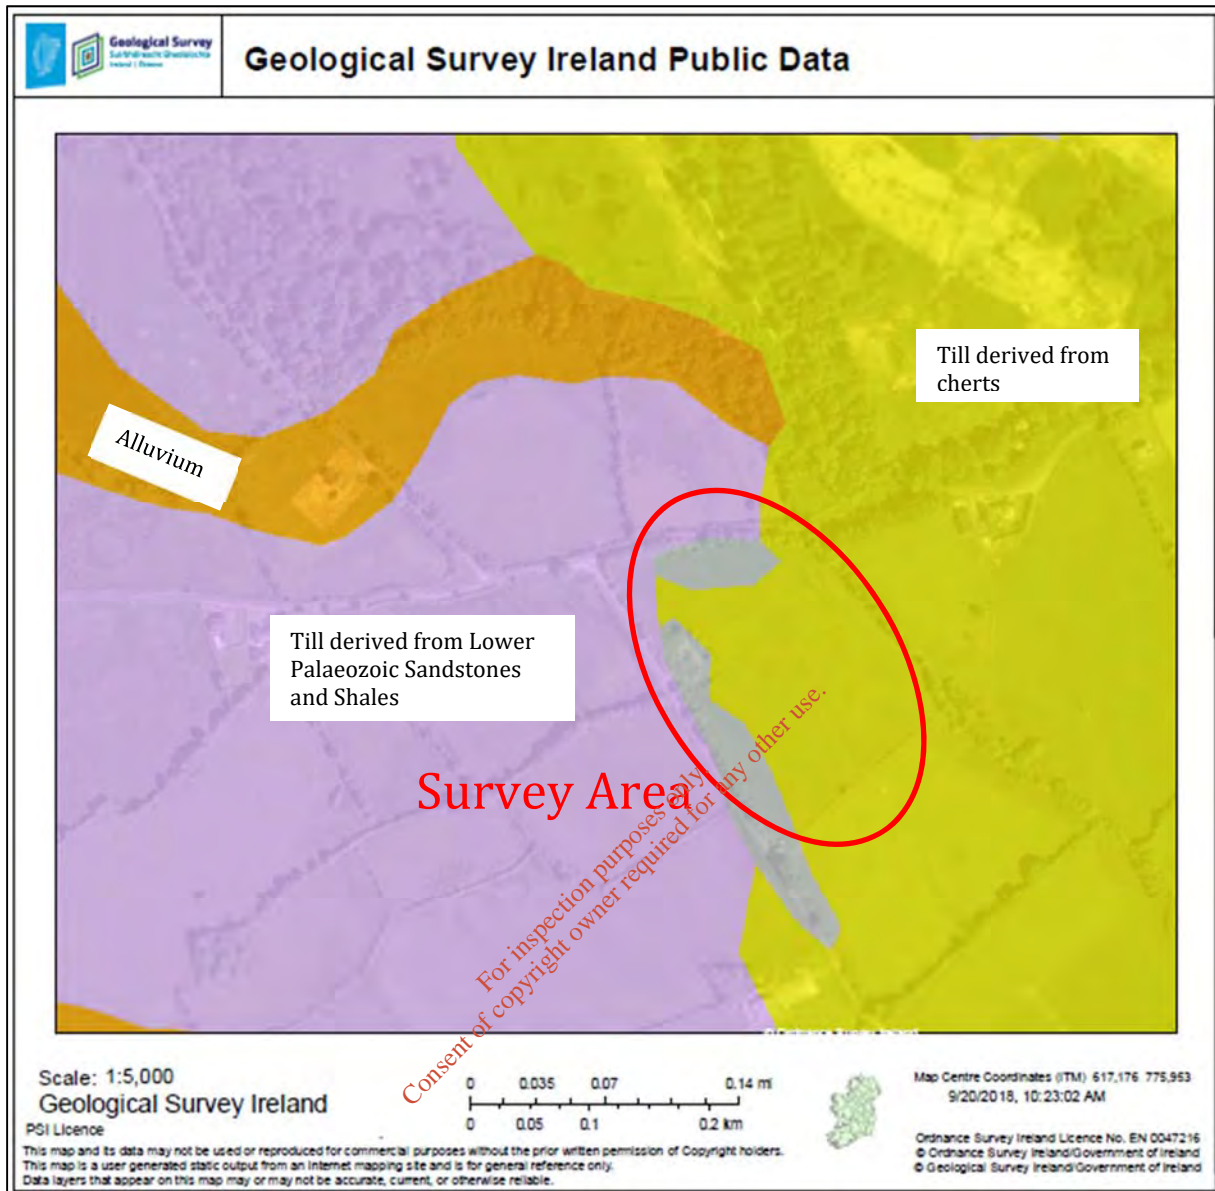 Geological Survey
Suirbhéireacht Gheolaíochta
Ireland | Éireann
Geological Survey Ireland Public Data
Till derived from
cherts
Alluvium
Till derived from Lower
Palaeozoic Sandstones
and Shales
Survey Area
For inspection purposes only.
Consent of copyright owner required for any other use.
© Ordnance Survey Ireland
Scale: 1:5,000
Geological Survey Ireland
PSI Licence
0 0.035 0.07 0.14 mi
0 0.05 0.1 0.2 km
Map Centre Coordinates (ITM) 617,176 775,953
9/20/2018, 10:23:02 AM
This map and its data may not be used or reproduced for commercial purposes without the prior written permission of Copyright holders.
This map is a user generated static output from an Internet mapping site and is for general reference only.
Data layers that appear on this map may or may not be accurate, current, or otherwise reliable.
Ordnance Survey Ireland Licence No. EN 0047216
© Ordnance Survey Ireland/Government of Ireland
© Geological Survey Ireland/Government of Ireland